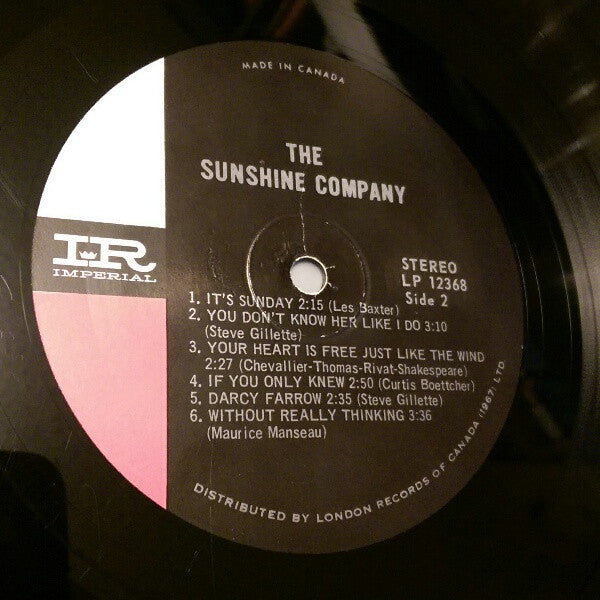 MADE IN CANADA
THE
SUNSHINE COMPANY
IR
IMPERIAL
STEREO
LP 12368
Side 2
1. IT'S SUNDAY 2:15 (Les Baxter)
2. YOU DON'T KNOW HER LIKE I DO 3:10
(Steve Gillette)
3. YOUR HEART IS FREE JUST LIKE THE WIND
2:27 (Chevallier-Thomas-Rivat-Shakespeare)
4. IF YOU ONLY KNEW 2:50 (Curtis Boettcher)
5. DARCY FARROW 2:35 (Steve Gillette)
6. WITHOUT REALLY THINKING 3:36
(Maurice Manseau)
DISTRIBUTED BY LONDON RECORDS OF CANADA (1967) LTD